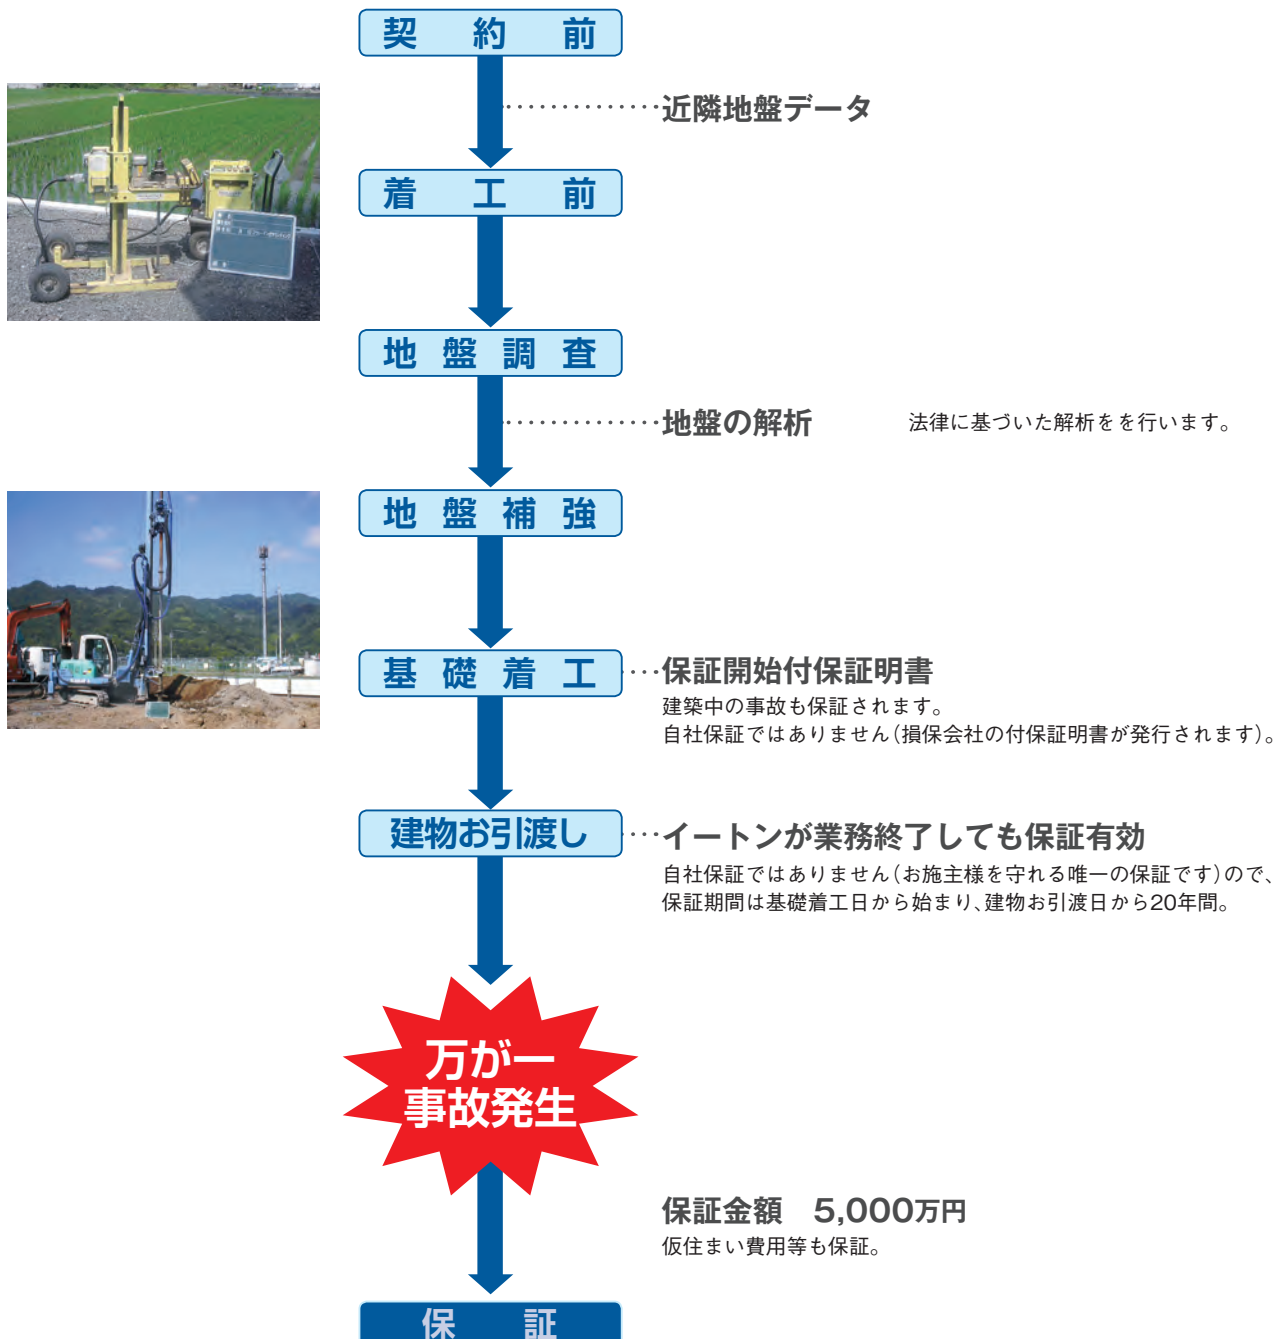 契約前
近隣地盤データ
着工前
地盤調査
地盤の解析
法律に基づいた解析をを行います。
地盤補強
基礎着工
保証開始付保証明書
建築中の事故も保証されます。
自社保証ではありません(損保会社の付保証明書が発行されます)。
建物お引渡し
イートンが業務終了しても保証有効
自社保証ではありません(お施主様を守れる唯一の保証です)ので、
保証期間は基礎着工日から始まり、建物お引渡日から20年間。
万が一
事故発生
保証金額 5,000万円
仮住まい費用等も保証。
保証